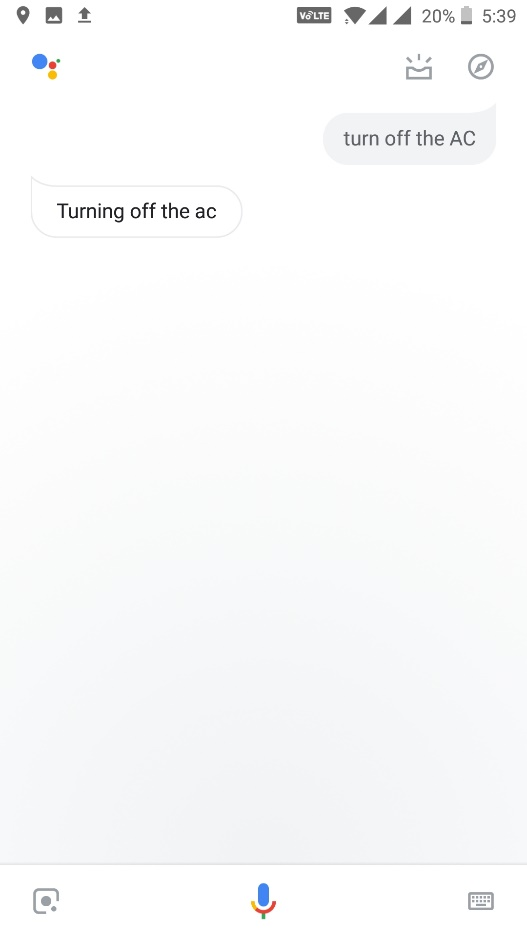 VoLTE 20% 5:39
turn off the AC
Turning off the ac